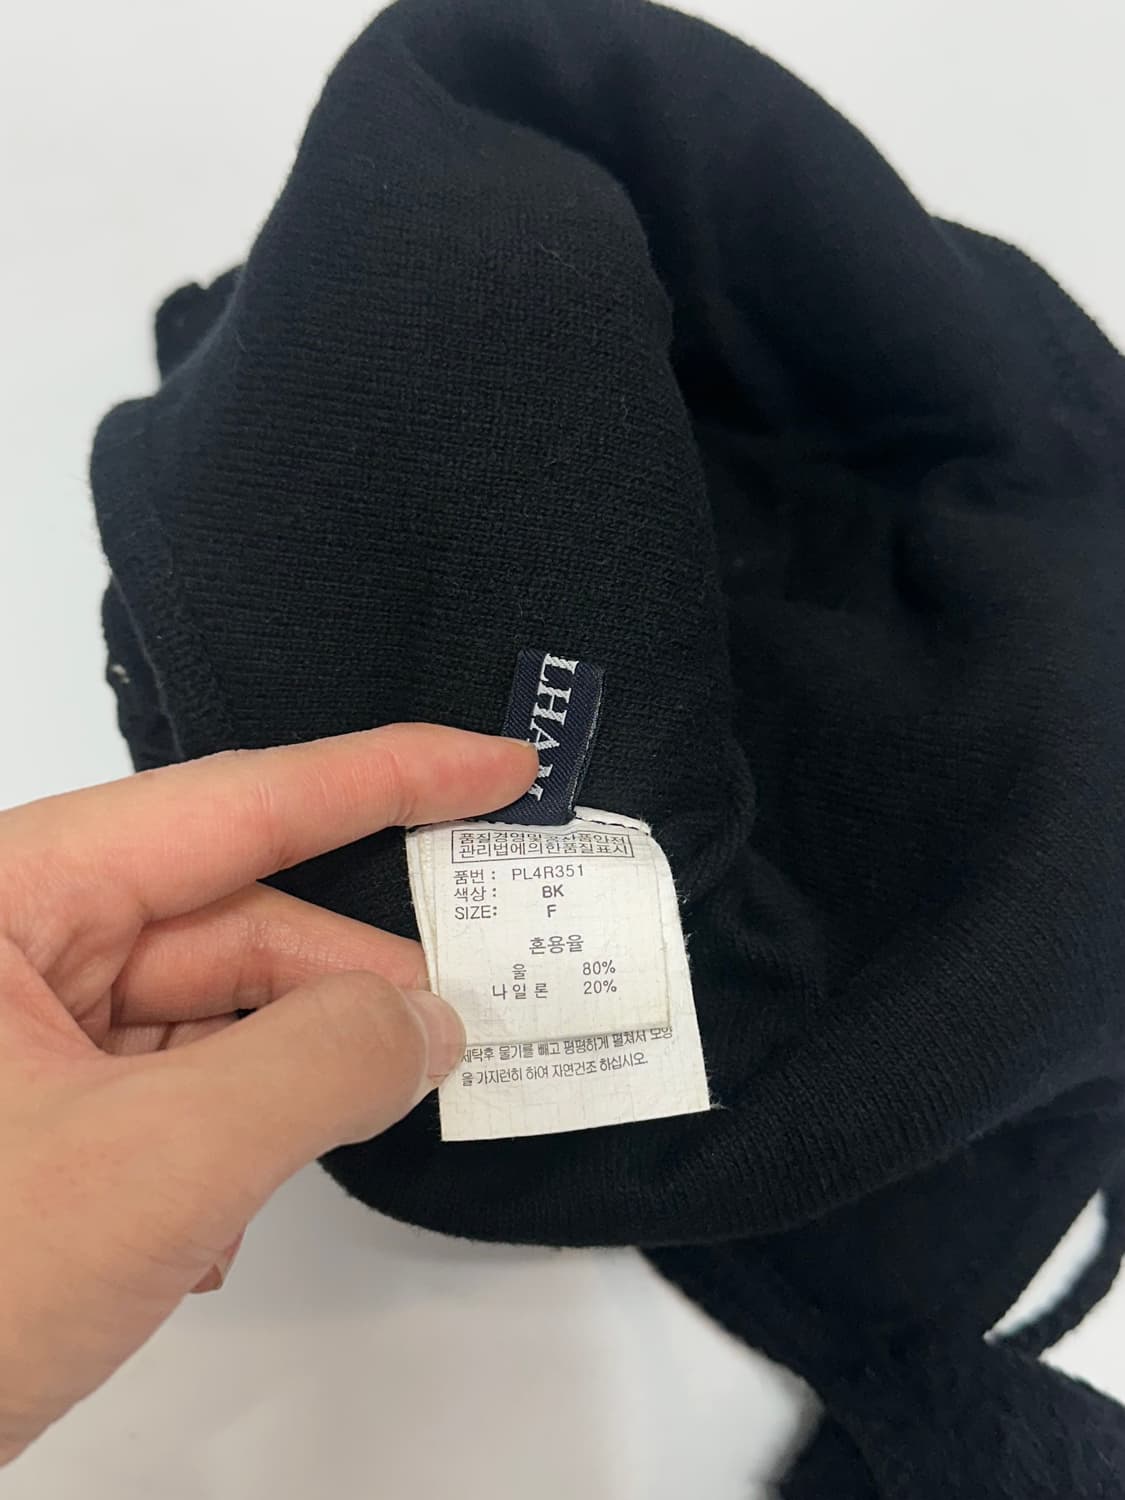 품질경영및공산품안전
관리법에의한품질표시
품번 : PL4R351
색상 : BK
SIZE: F
혼용율
울 80%
나일론 20%
세탁후 물기를 빼고 평평하게 펼쳐서 모양
을 가지런히 하여 자연건조 하십시오.